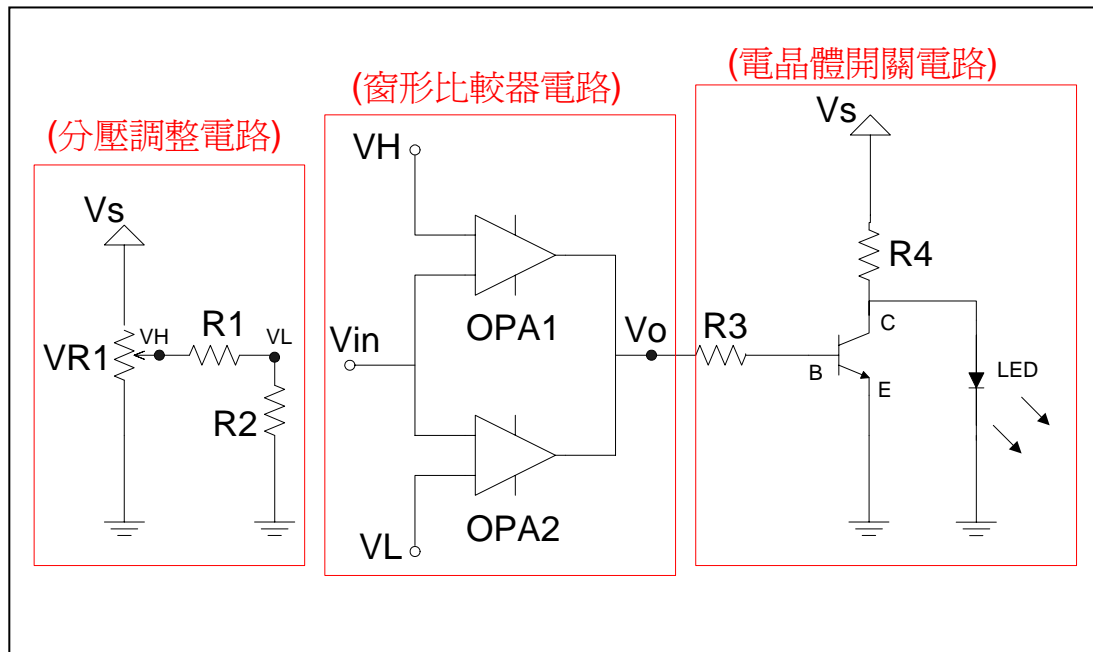 (分壓調整電路)
Vs
VR1
VH
R1
VL
R2
(窗形比較器電路)
VH
OPA1
Vin
Vo
OPA2
VL
(電晶體開關電路)
Vs
R4
R3
C
B
E
LED